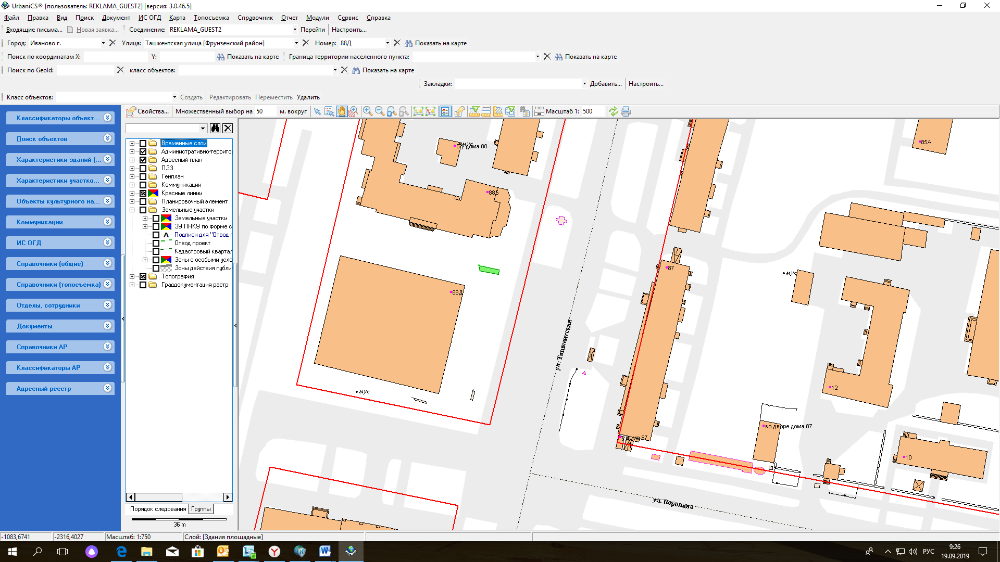 UrbaniCS® [пользователь: REKLAMA_GUEST2] [версия: 3.0.46.5]
Файл Правка Вид Поиск Документ ИС ОГД Карта Топосъемка Справочник Отчет Модули Сервис Справка
Входящие письма... Новая заявка... Соединение: REKLAMA_GUEST2 Перейти Настроить...
Город: Иваново г. Улица: Ташкентская улица [Фрунзенский район] Номер: 88Д Показать на карте
Поиск по координатам X: Y: Показать на карте Граница территории населенного пункта: Показать на карте
Поиск по GeoId: класс объектов: Показать на карте
Закладки: Добавить... Настроить...
Класс объектов: Создать Редактировать Переместить Удалить
Свойства... Множественный выбор на 50 м. вокруг 1:100 Масштаб 1: 500
Классификаторы объект...
Поиск объектов
Характеристики зданий (...
Характеристики участко...
Объекты культурного на...
Коммуникации
ИС ОГД
Справочники (общие)
Справочники (топосъемка)
Отделы, сотрудники
Документы
Справочники АР
Классификаторы АР
Адресный реестр
Временные слои
Административно-территор
Адресный план
ПЗЗ
Генплан
Коммуникации
Красные линии
Планировочный элемент
Земельные участки
Земельные участки
ЗУ ПНКУ по форме с
А Подписи для "Отвод п
Отвод проект
Кадастровый квартал
Зоны с особыми усло
Зоны действия публи
Топография
Граддокументация растр
Порядок следования Группы
36 m
мус
Б/у дома 88
85А
88Б
87
мус
88Д
ул. Ташкентская
12
мус
во дворе дома 87
дома 87
10
ул. Воронина
-1083,6741 -2316,4027 Масштаб: 1:750 Слой: [Здания площадные]
РУС
9:26
19.09.2019